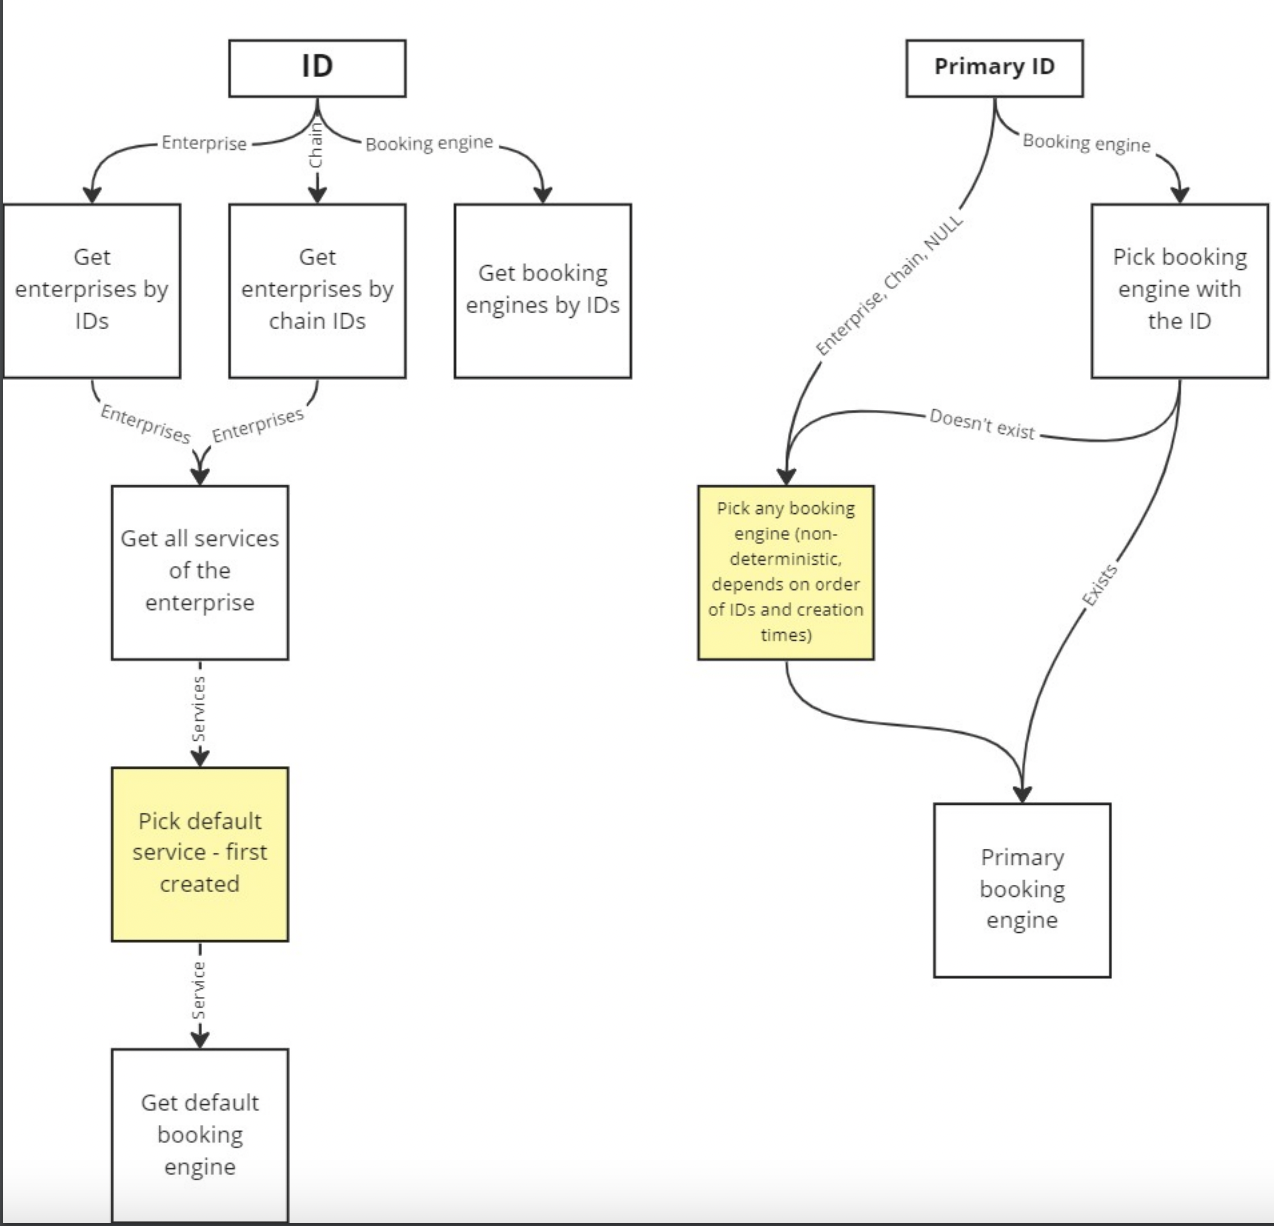 ID
Enterprise
Chain
Booking engine
Get
enterprises by
IDs
Get
enterprises by
chain IDs
Get booking
engines by IDs
Enterprises
Enterprises
Get all services
of the
enterprise
Services
Pick default
service - first
created
Service
Get default
booking
engine
Primary ID
Booking engine
Enterprise, Chain, NULL
Pick booking
engine with
the ID
Doesn't exist
Exists
Pick any booking
engine (non-
deterministic,
depends on order
of IDs and creation
times)
Primary
booking
engine